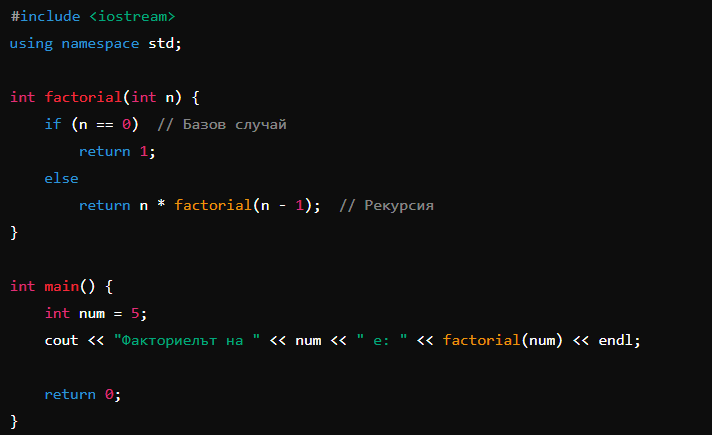 #include <iostream>
using namespace std;
int factorial(int n) {
    if (n == 0)  // Базов случай
        return 1;
    else
        return n * factorial(n - 1);  // Рекурсия
}
int main() {
    int num = 5;
    cout << "Факториелът на " << num << " е: " << factorial(num) << endl;
    return 0;
}